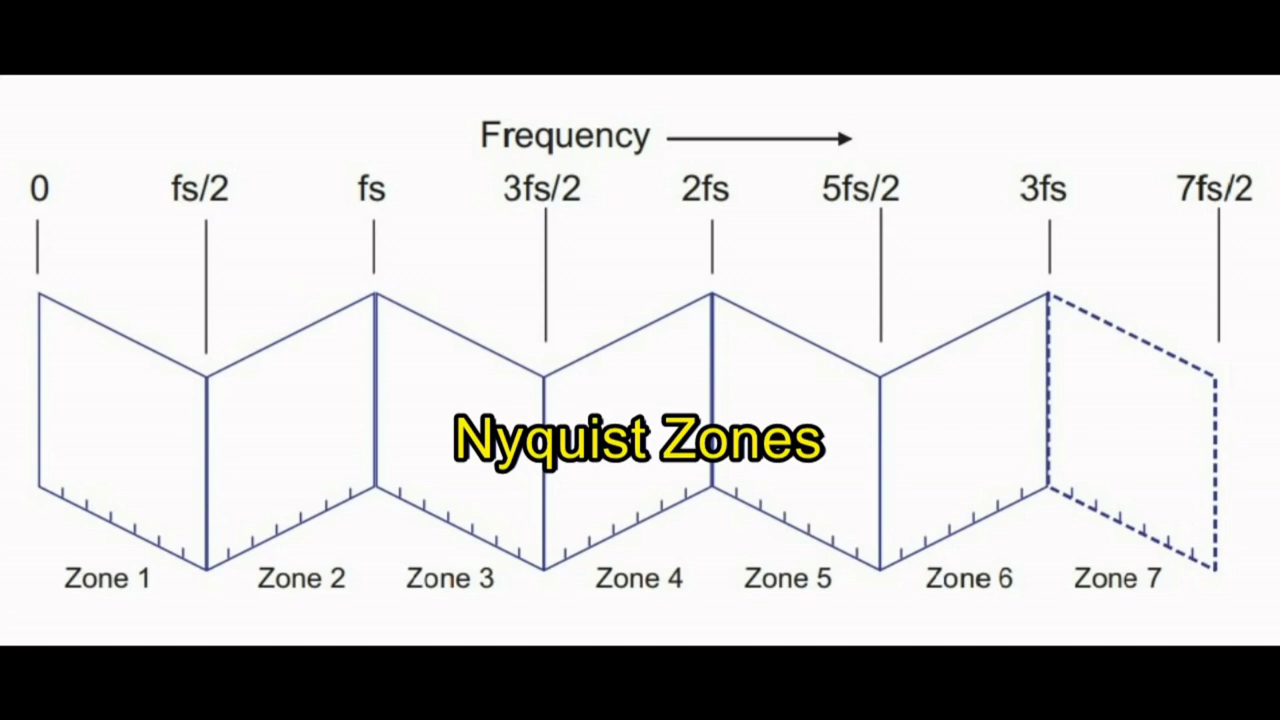 Frequency
0 fs/2 fs 3fs/2 2fs 5fs/2 3fs 7fs/2
Nyquist Zones
Zone 1 Zone 2 Zone 3 Zone 4 Zone 5 Zone 6 Zone 7